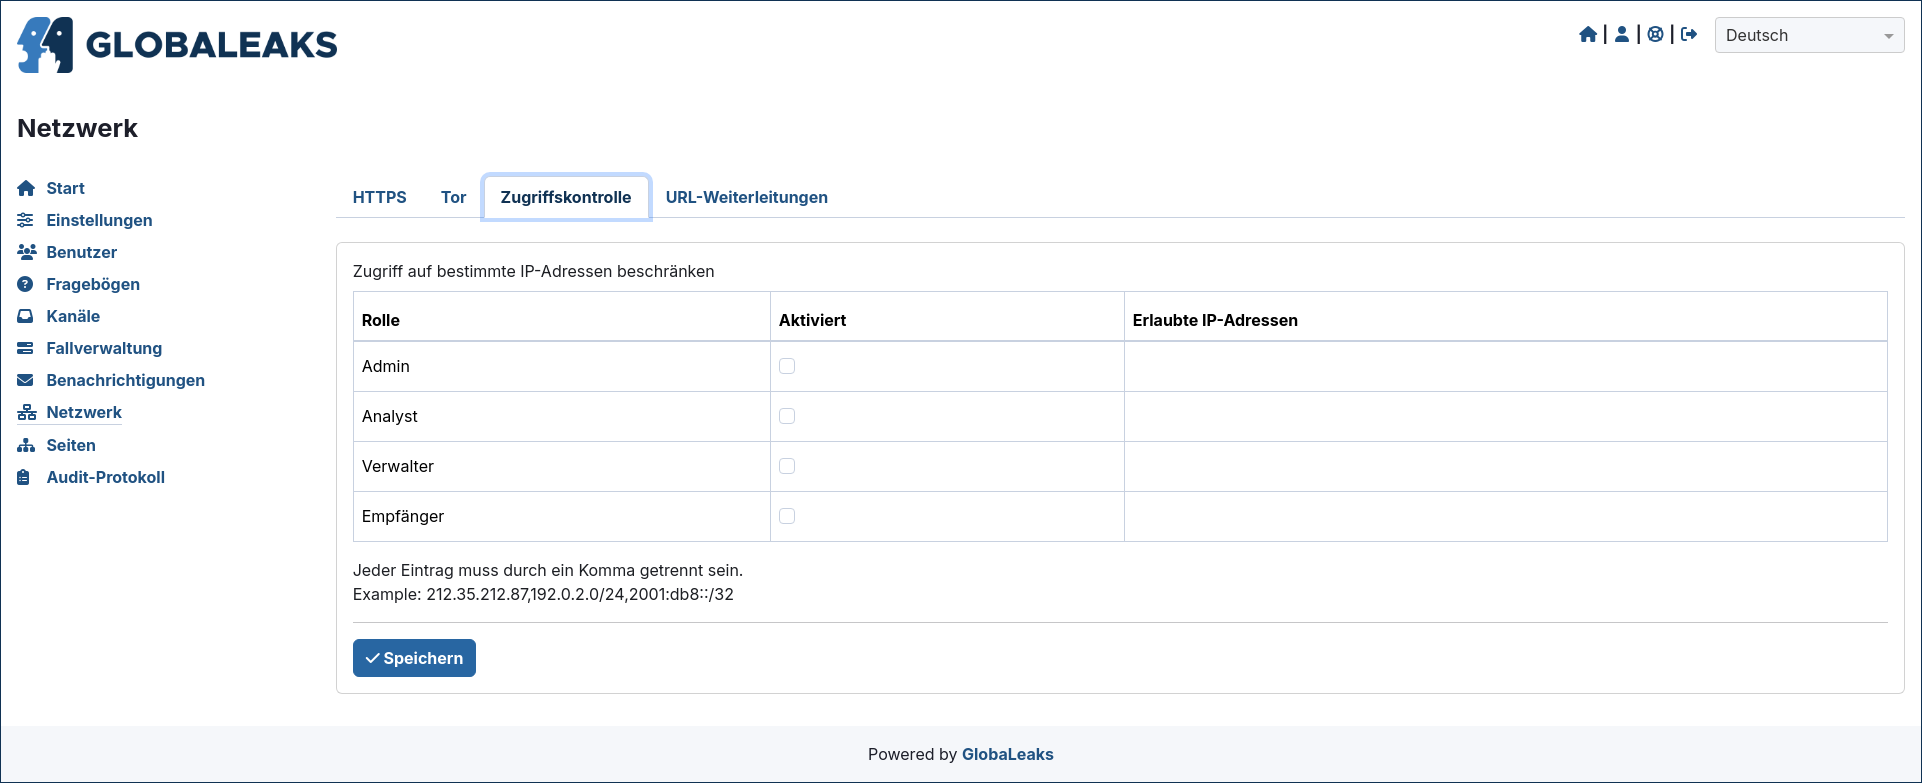 GLOBALEAKS
Deutsch
Netzwerk
Start
Einstellungen
Benutzer
Fragebögen
Kanäle
Fallverwaltung
Benachrichtigungen
Netzwerk
Seiten
Audit-Protokoll
HTTPS Tor Zugriffskontrolle URL-Weiterleitungen
Zugriff auf bestimmte IP-Adressen beschränken
Rolle Aktiviert Erlaubte IP-Adressen
Admin
Analyst
Verwalter
Empfänger
Jeder Eintrag muss durch ein Komma getrennt sein.
Example: 212.35.212.87,192.0.2.0/24,2001:db8::/32
Speichern
Powered by GlobaLeaks